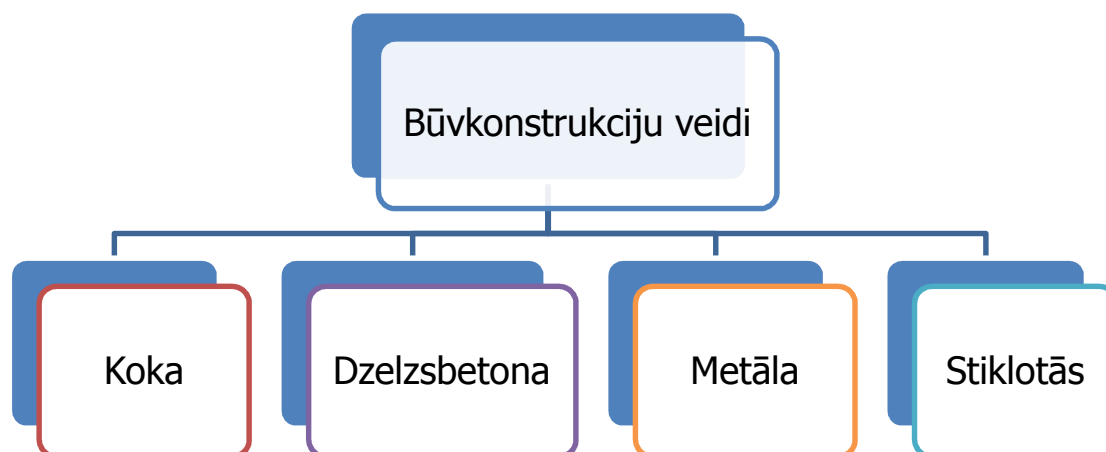 Būvkonstrukciju veidi
Koka
Dzelzsbetona
Metāla
Stiklotās